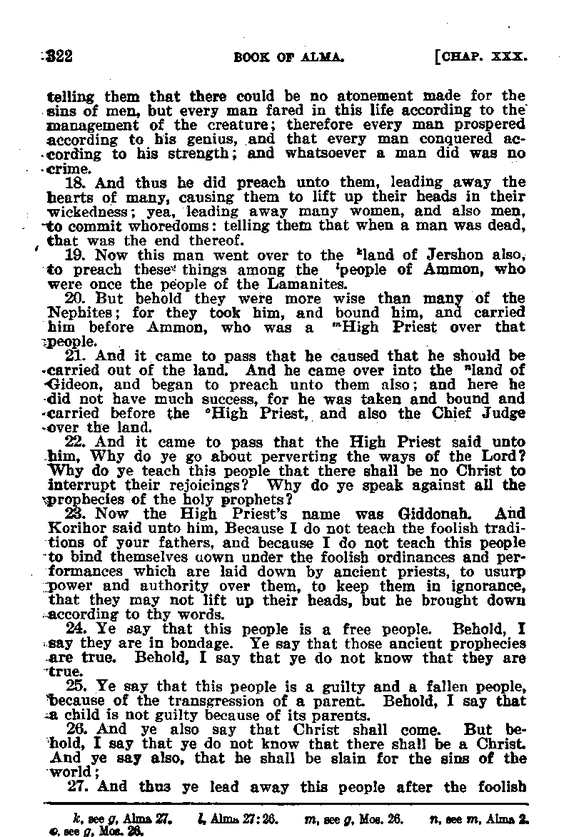 322 BOOK OF ALMA. [CHAP. XXX.
telling them that there could be no atonement made for the
sins of men, but every man fared in this life according to the
management of the creature; therefore every man prospered
according to his genius, and that every man conquered ac-
cording to his strength; and whatsoever a man did was no
crime.
18. And thus he did preach unto them, leading away the
hearts of many, causing them to lift up their heads in their
wickedness; yea, leading away many women, and also men,
to commit whoredoms: telling them that when a man was dead,
that was the end thereof.
19. Now this man went over to the kland of Jershon also,
to preach these things among the lpeople of Ammon, who
were once the people of the Lamanites.
20. But behold they were more wise than many of the
Nephites; for they took him, and bound him, and carried
him before Ammon, who was a mHigh Priest over that
people.
21. And it came to pass that he caused that he should be
carried out of the land. And he came over into the nland of
Gideon, and began to preach unto them also; and here he
did not have much success, for he was taken and bound and
carried before the oHigh Priest, and also the Chief Judge
over the land.
22. And it came to pass that the High Priest said unto
him, Why do ye go about perverting the ways of the Lord?
Why do ye teach this people that there shall be no Christ to
interrupt their rejoicings? Why do ye speak against all the
prophecies of the holy prophets?
23. Now the High Priest's name was Giddonah. And
Korihor said unto him, Because I do not teach the foolish tradi-
tions of your fathers, and because I do not teach this people
to bind themselves down under the foolish ordinances and per-
formances which are laid down by ancient priests, to usurp
power and authority over them, to keep them in ignorance,
that they may not lift up their heads, but he brought down
according to thy words.
24. Ye say that this people is a free people. Behold, I
say they are in bondage. Ye say that those ancient prophecies
are true. Behold, I say that ye do not know that they are
true.
25. Ye say that this people is a guilty and a fallen people,
because of the transgression of a parent. Behold, I say that
a child is not guilty because of its parents.
26. And ye also say that Christ shall come. But be-
hold, I say that ye do not know that there shall be a Christ.
And ye say also, that he shall be slain for the sins of the
world;
27. And thus ye lead away this people after the foolish
k, see g, Alma 27. l, Alma 27:26. m, see g, Mos. 26. n, see m, Alma 2.
o, see g, Mos. 26.